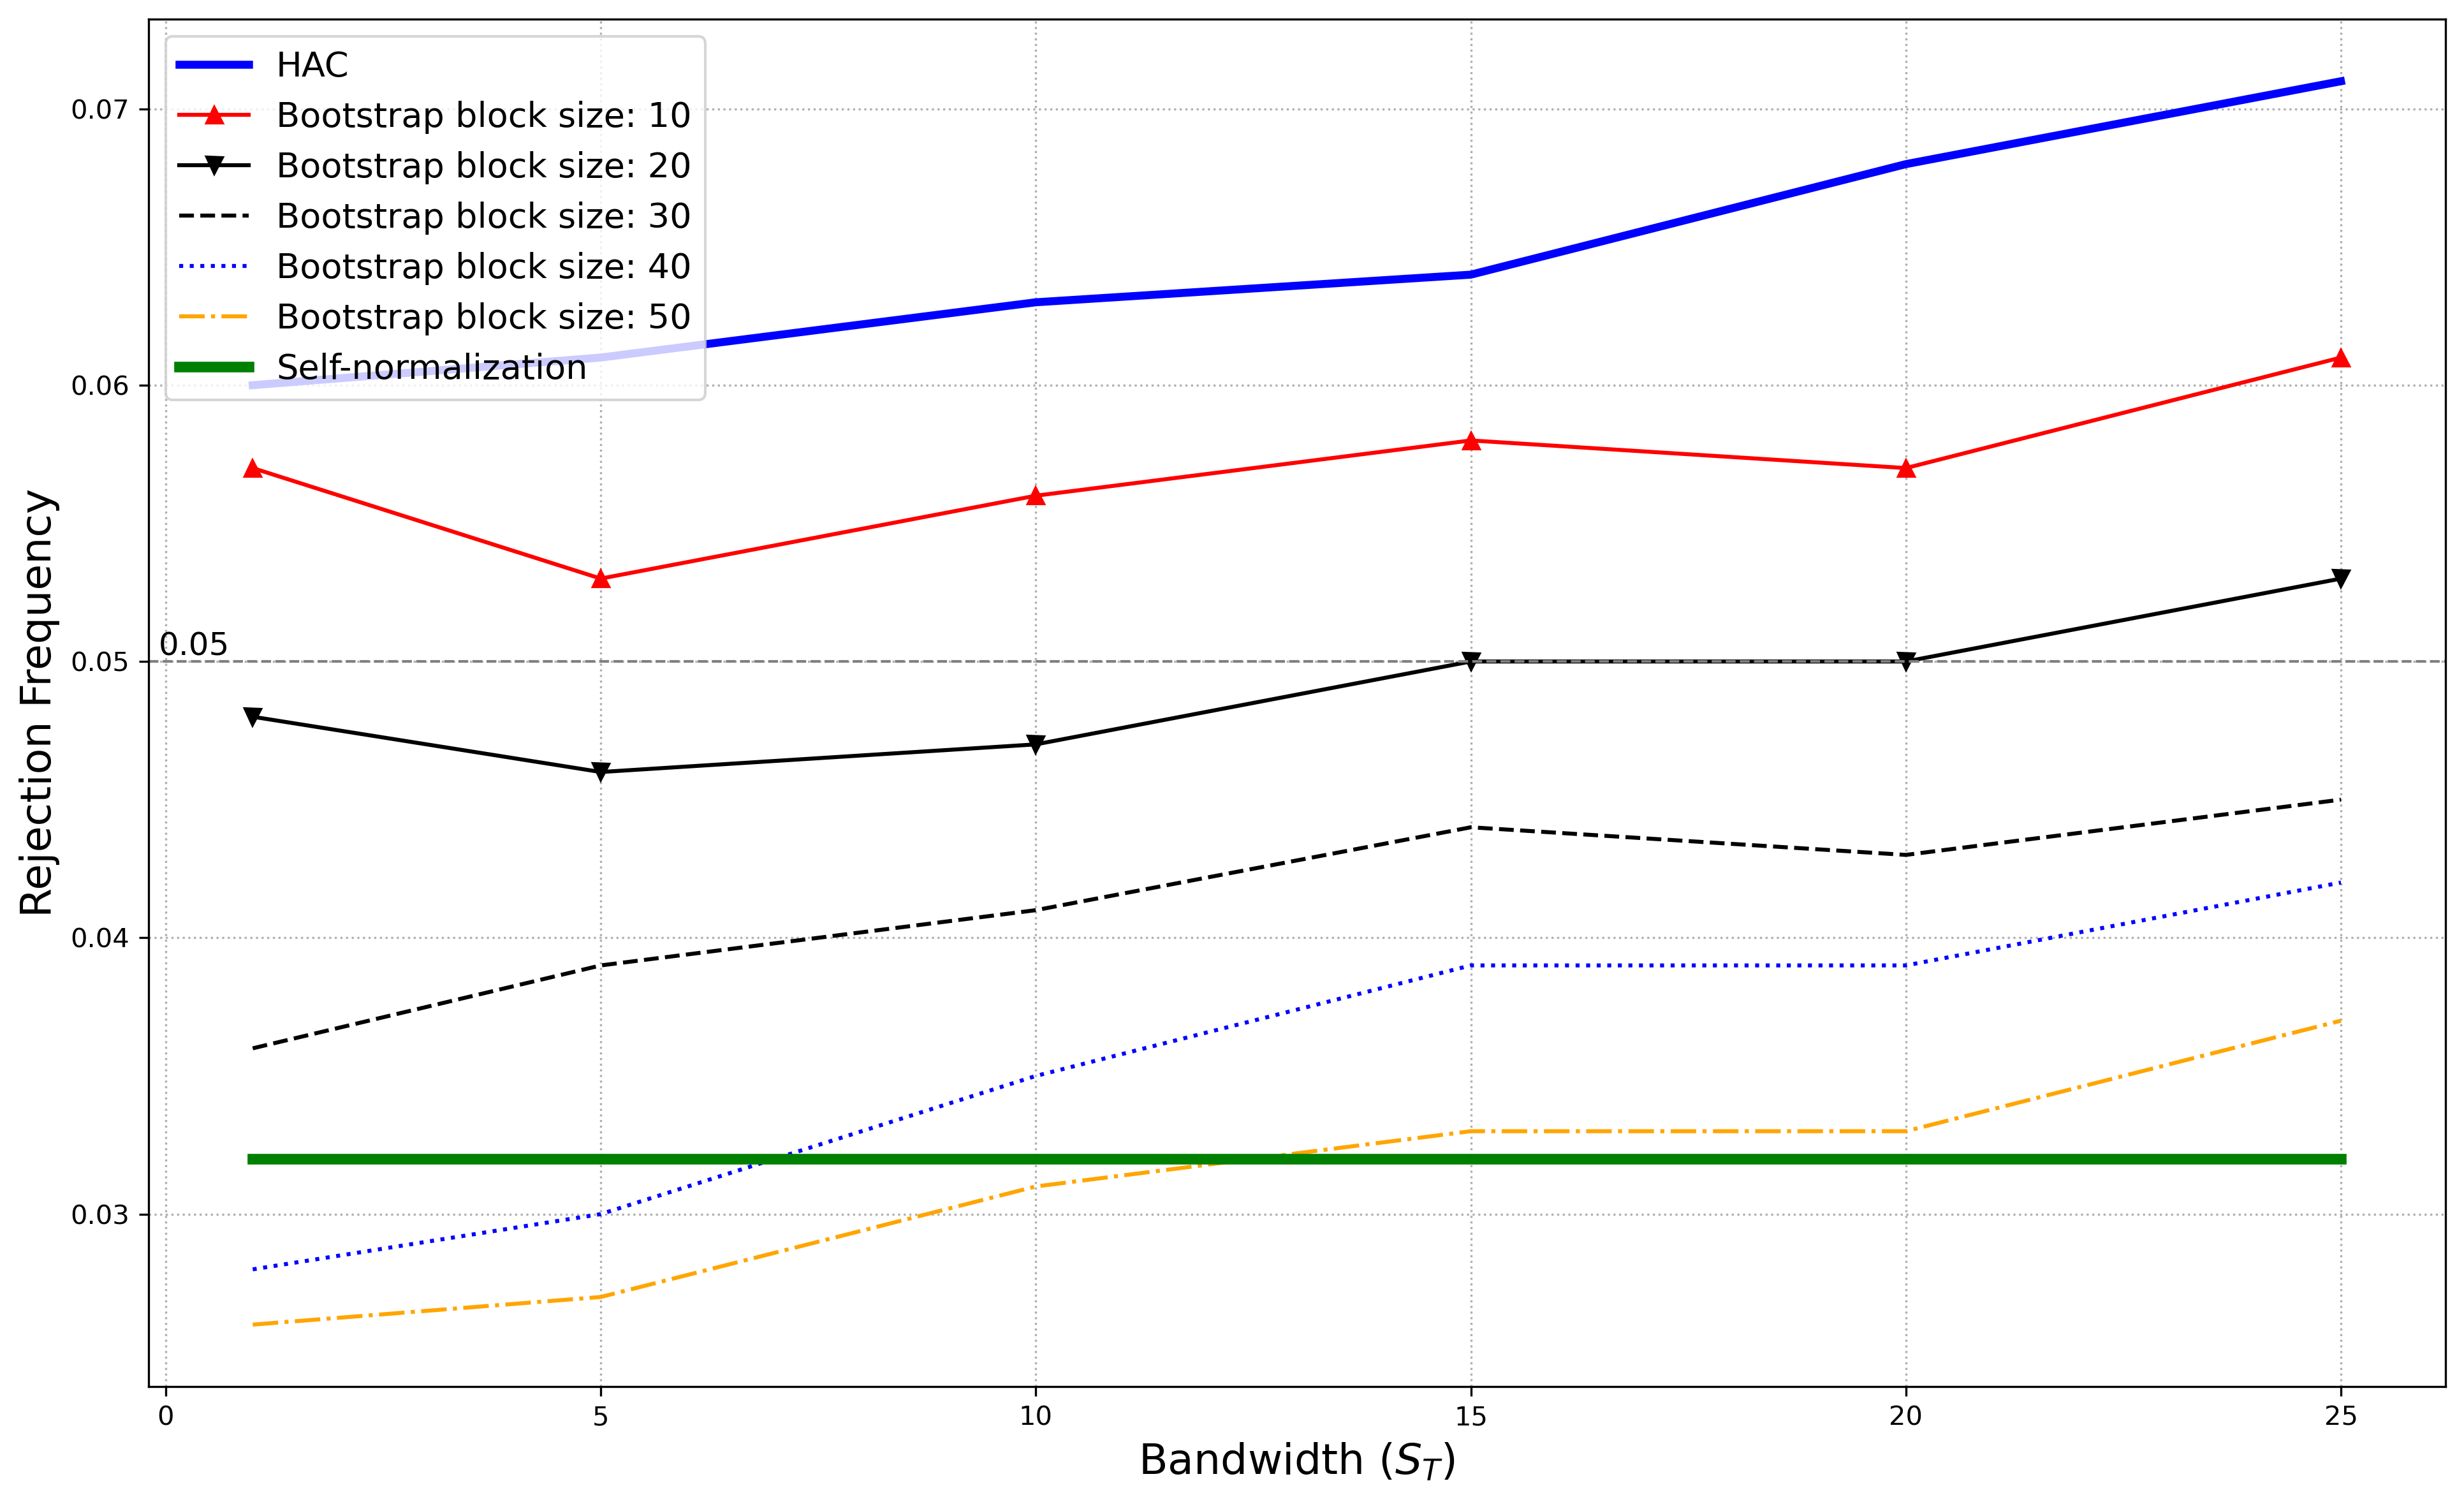 HAC
Bootstrap block size: 10
Bootstrap block size: 20
Bootstrap block size: 30
Bootstrap block size: 40
Bootstrap block size: 50
Self-normalization
0.07
0.06
0.05
0.05
0.04
0.03
Rejection Frequency
0 5 10 15 20 25
Bandwidth (S_T)